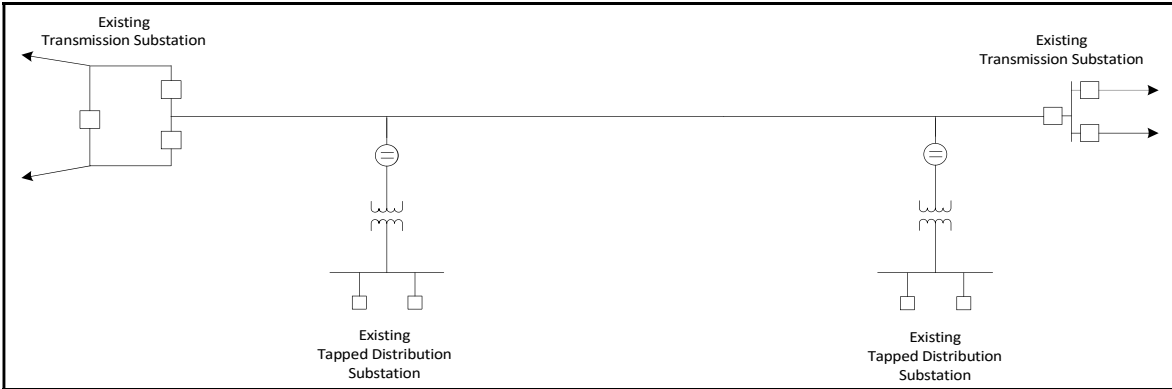 Existing
Transmission Substation
Existing
Transmission Substation
Existing
Tapped Distribution
Substation
Existing
Tapped Distribution
Substation